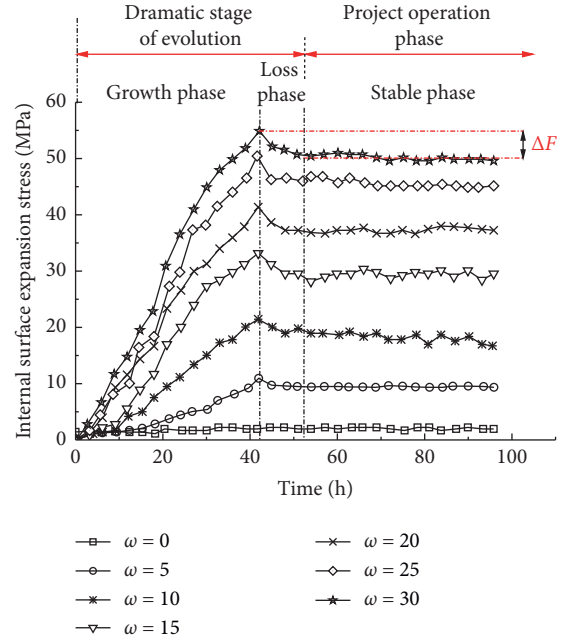 Dramatic stage
of evolution
Project operation
phase
Growth phase
Loss
phase
Stable phase
ΔF
Internal surface expansion stress (MPa)
60
50
40
30
20
10
0
0
20
40
60
80
100
Time (h)
ω = 0
ω = 5
ω = 10
ω = 15
ω = 20
ω = 25
ω = 30